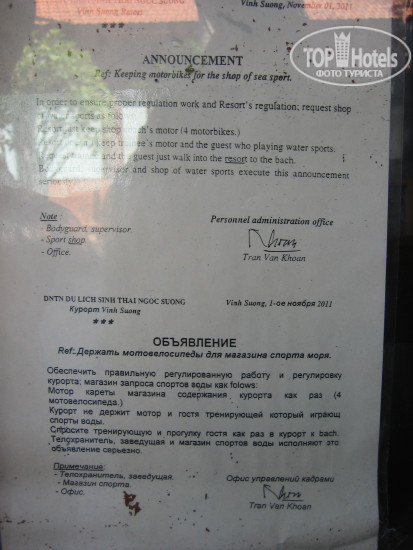 Vinh Suong, November 01, 2011
TOP Hotels
ФОТО ТУРИСТА
ANNOUNCEMENT
Ref: Keeping motorbikes for the shop of sea sport.
In order to ensure proper regulation work and Resort's regulation; request shop
sports as follows
keep shop coach's motor (4 motorbikes.)
keep trainee's motor and the guest who playing water sports.
and the guest just walk into the resort to the bach.
supervisor and shop of water sports execute this announcement
Note :
- Bodyguard, supervisor.
- Sport shop
- Office.
Personnel administration office
Tran Van Khoan
DNTN DU LICH SINH THAI NGOC SUONG
Курорт Vinh Suong
***
Vinh Suong, 1-ое ноября 2011
ОБЪЯВЛЕНИЕ
Ref:.Держать мотовелосипеды для магазина спорта моря.
Обеспечить правильную регулированную работу и регулировку
курорта; магазин запроса спортов воды как folows:
Мотор кареты магазина содержания курорта как раз (4
мотовелосипеда.)
Курорт не держит мотор и гостя тренирующей который играющ
спорты воды.
Спросите тренирующую и прогулку гостя как раз в курорт к bach.
Телохранитель, заведущая и магазин спортов воды исполняют это
объявление серьезно.
Примечание:
- Телохранитель, заведущая.
- Магазин спорта.
- Офис.
Офис управлений кадрами
Tran Van Khoan